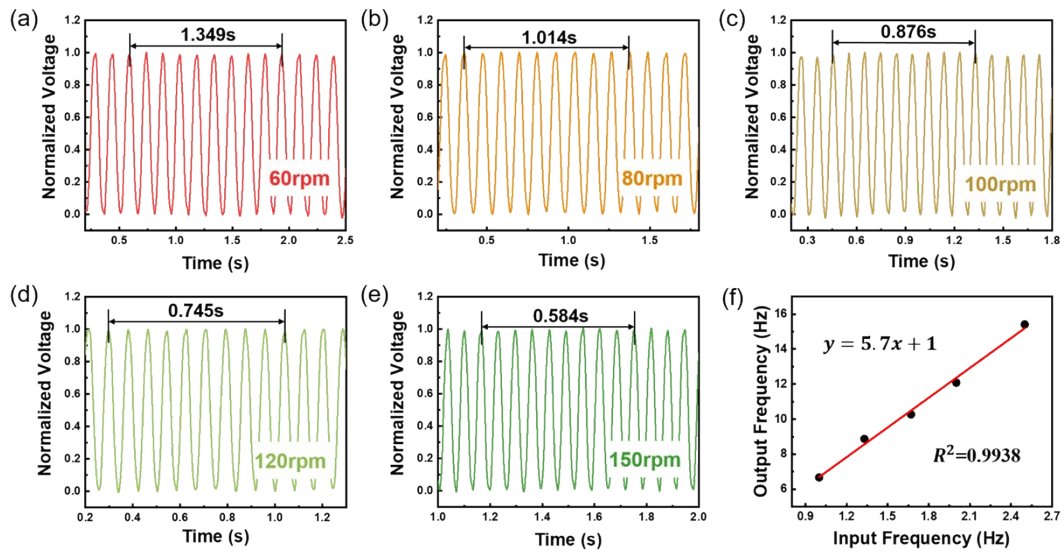 (a)
1.349s
60rpm
Normalized Voltage
1.2
1.0
0.8
0.6
0.4
0.2
0.0
0.5 1.0 1.5 2.0 2.5
Time (s)
(b)
1.014s
80rpm
Normalized Voltage
1.2
1.0
0.8
0.6
0.4
0.2
0.0
0.5 1.0 1.5
Time (s)
(c)
0.876s
100rpm
Normalized Voltage
1.2
1.0
0.8
0.6
0.4
0.2
0.0
0.3 0.6 0.9 1.2 1.5 1.8
Time (s)
(d)
0.745s
120rpm
Normalized Voltage
1.2
1.0
0.8
0.6
0.4
0.2
0.0
0.2 0.4 0.6 0.8 1.0 1.2
Time (s)
(e)
0.584s
150rpm
Normalized Voltage
1.2
1.0
0.8
0.6
0.4
0.2
0.0
1.0 1.2 1.4 1.6 1.8 2.0
Time (s)
(f)
y = 5.7x + 1
R²=0.9938
Output Frequency (Hz)
16
14
12
10
8
6
0.9 1.2 1.5 1.8 2.1 2.4 2.7
Input Frequency (Hz)